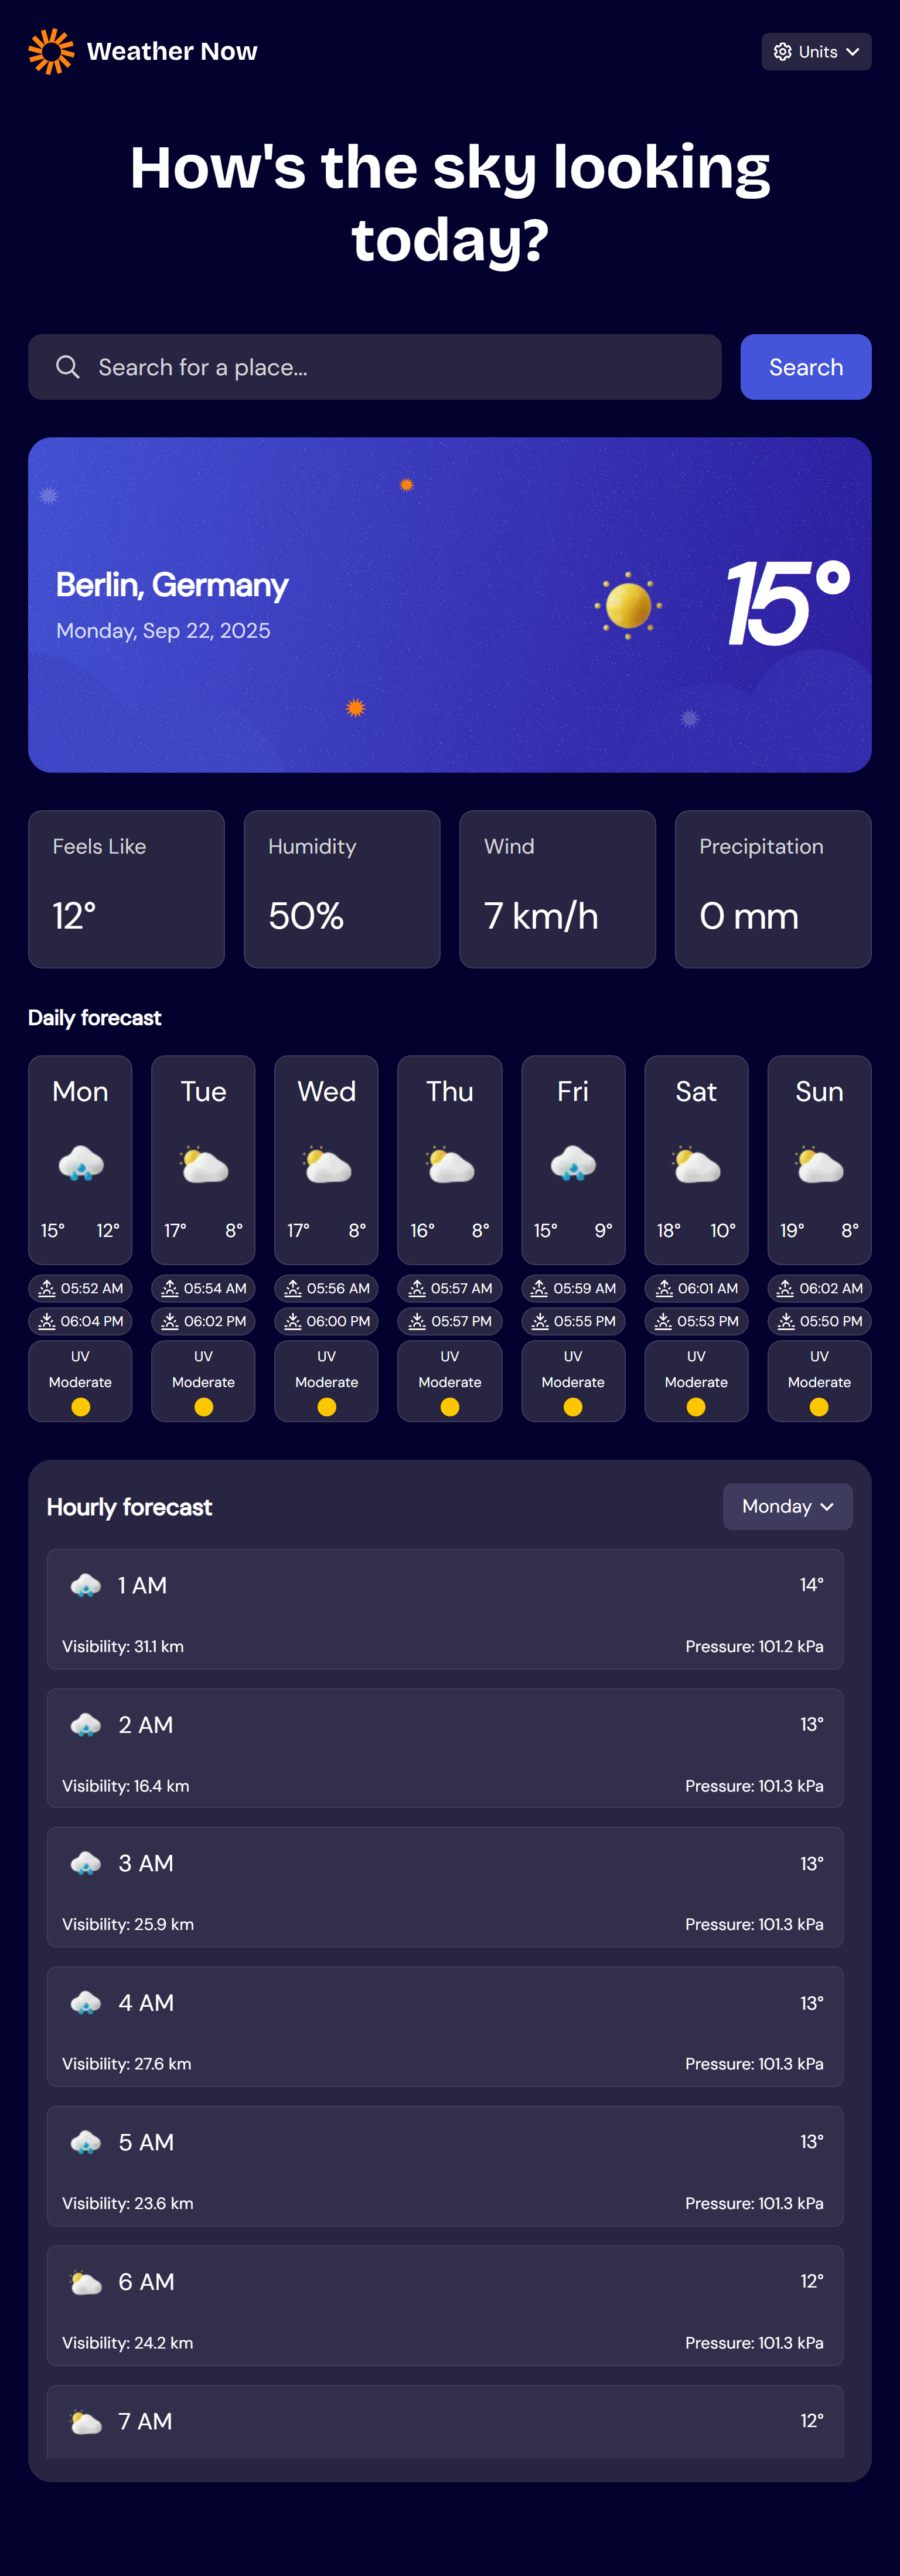 Weather Now
Units
How's the sky looking
today?
Search for a place...
Search
Berlin, Germany
Monday, Sep 22, 2025
15°
Feels Like
12°
Humidity
50%
Wind
7 km/h
Precipitation
0 mm
Daily forecast
Mon
Tue
Wed
Thu
Fri
Sat
Sun
15° 12°
17° 8°
17° 8°
16° 8°
15° 9°
18° 10°
19° 8°
05:52 AM
05:54 AM
05:56 AM
05:57 AM
05:59 AM
06:01 AM
06:02 AM
06:04 PM
06:02 PM
06:00 PM
05:57 PM
05:55 PM
05:53 PM
05:50 PM
UV
UV
UV
UV
UV
UV
UV
Moderate
Moderate
Moderate
Moderate
Moderate
Moderate
Moderate
Hourly forecast
Monday
1 AM
14°
Visibility: 31.1 km
Pressure: 101.2 kPa
2 AM
13°
Visibility: 16.4 km
Pressure: 101.3 kPa
3 AM
13°
Visibility: 25.9 km
Pressure: 101.3 kPa
4 AM
13°
Visibility: 27.6 km
Pressure: 101.3 kPa
5 AM
13°
Visibility: 23.6 km
Pressure: 101.3 kPa
6 AM
12°
Visibility: 24.2 km
Pressure: 101.3 kPa
7 AM
12°